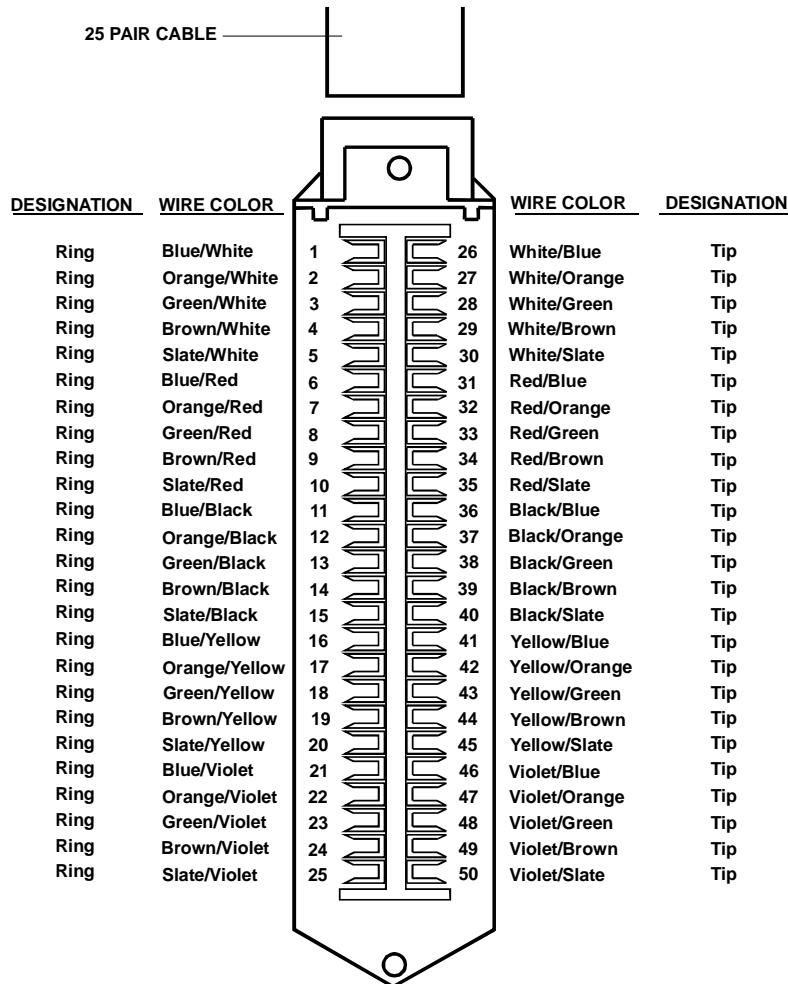 25 PAIR CABLE
DESIGNATION WIRE COLOR WIRE COLOR DESIGNATION
Ring Blue/White 1 26 White/Blue Tip
Ring Orange/White 2 27 White/Orange Tip
Ring Green/White 3 28 White/Green Tip
Ring Brown/White 4 29 White/Brown Tip
Ring Slate/White 5 30 White/Slate Tip
Ring Blue/Red 6 31 Red/Blue Tip
Ring Orange/Red 7 32 Red/Orange Tip
Ring Green/Red 8 33 Red/Green Tip
Ring Brown/Red 9 34 Red/Brown Tip
Ring Slate/Red 10 35 Red/Slate Tip
Ring Blue/Black 11 36 Black/Blue Tip
Ring Orange/Black 12 37 Black/Orange Tip
Ring Green/Black 13 38 Black/Green Tip
Ring Brown/Black 14 39 Black/Brown Tip
Ring Slate/Black 15 40 Black/Slate Tip
Ring Blue/Yellow 16 41 Yellow/Blue Tip
Ring Orange/Yellow 17 42 Yellow/Orange Tip
Ring Green/Yellow 18 43 Yellow/Green Tip
Ring Brown/Yellow 19 44 Yellow/Brown Tip
Ring Slate/Yellow 20 45 Yellow/Slate Tip
Ring Blue/Violet 21 46 Violet/Blue Tip
Ring Orange/Violet 22 47 Violet/Orange Tip
Ring Green/Violet 23 48 Violet/Green Tip
Ring Brown/Violet 24 49 Violet/Brown Tip
Ring Slate/Violet 25 50 Violet/Slate Tip